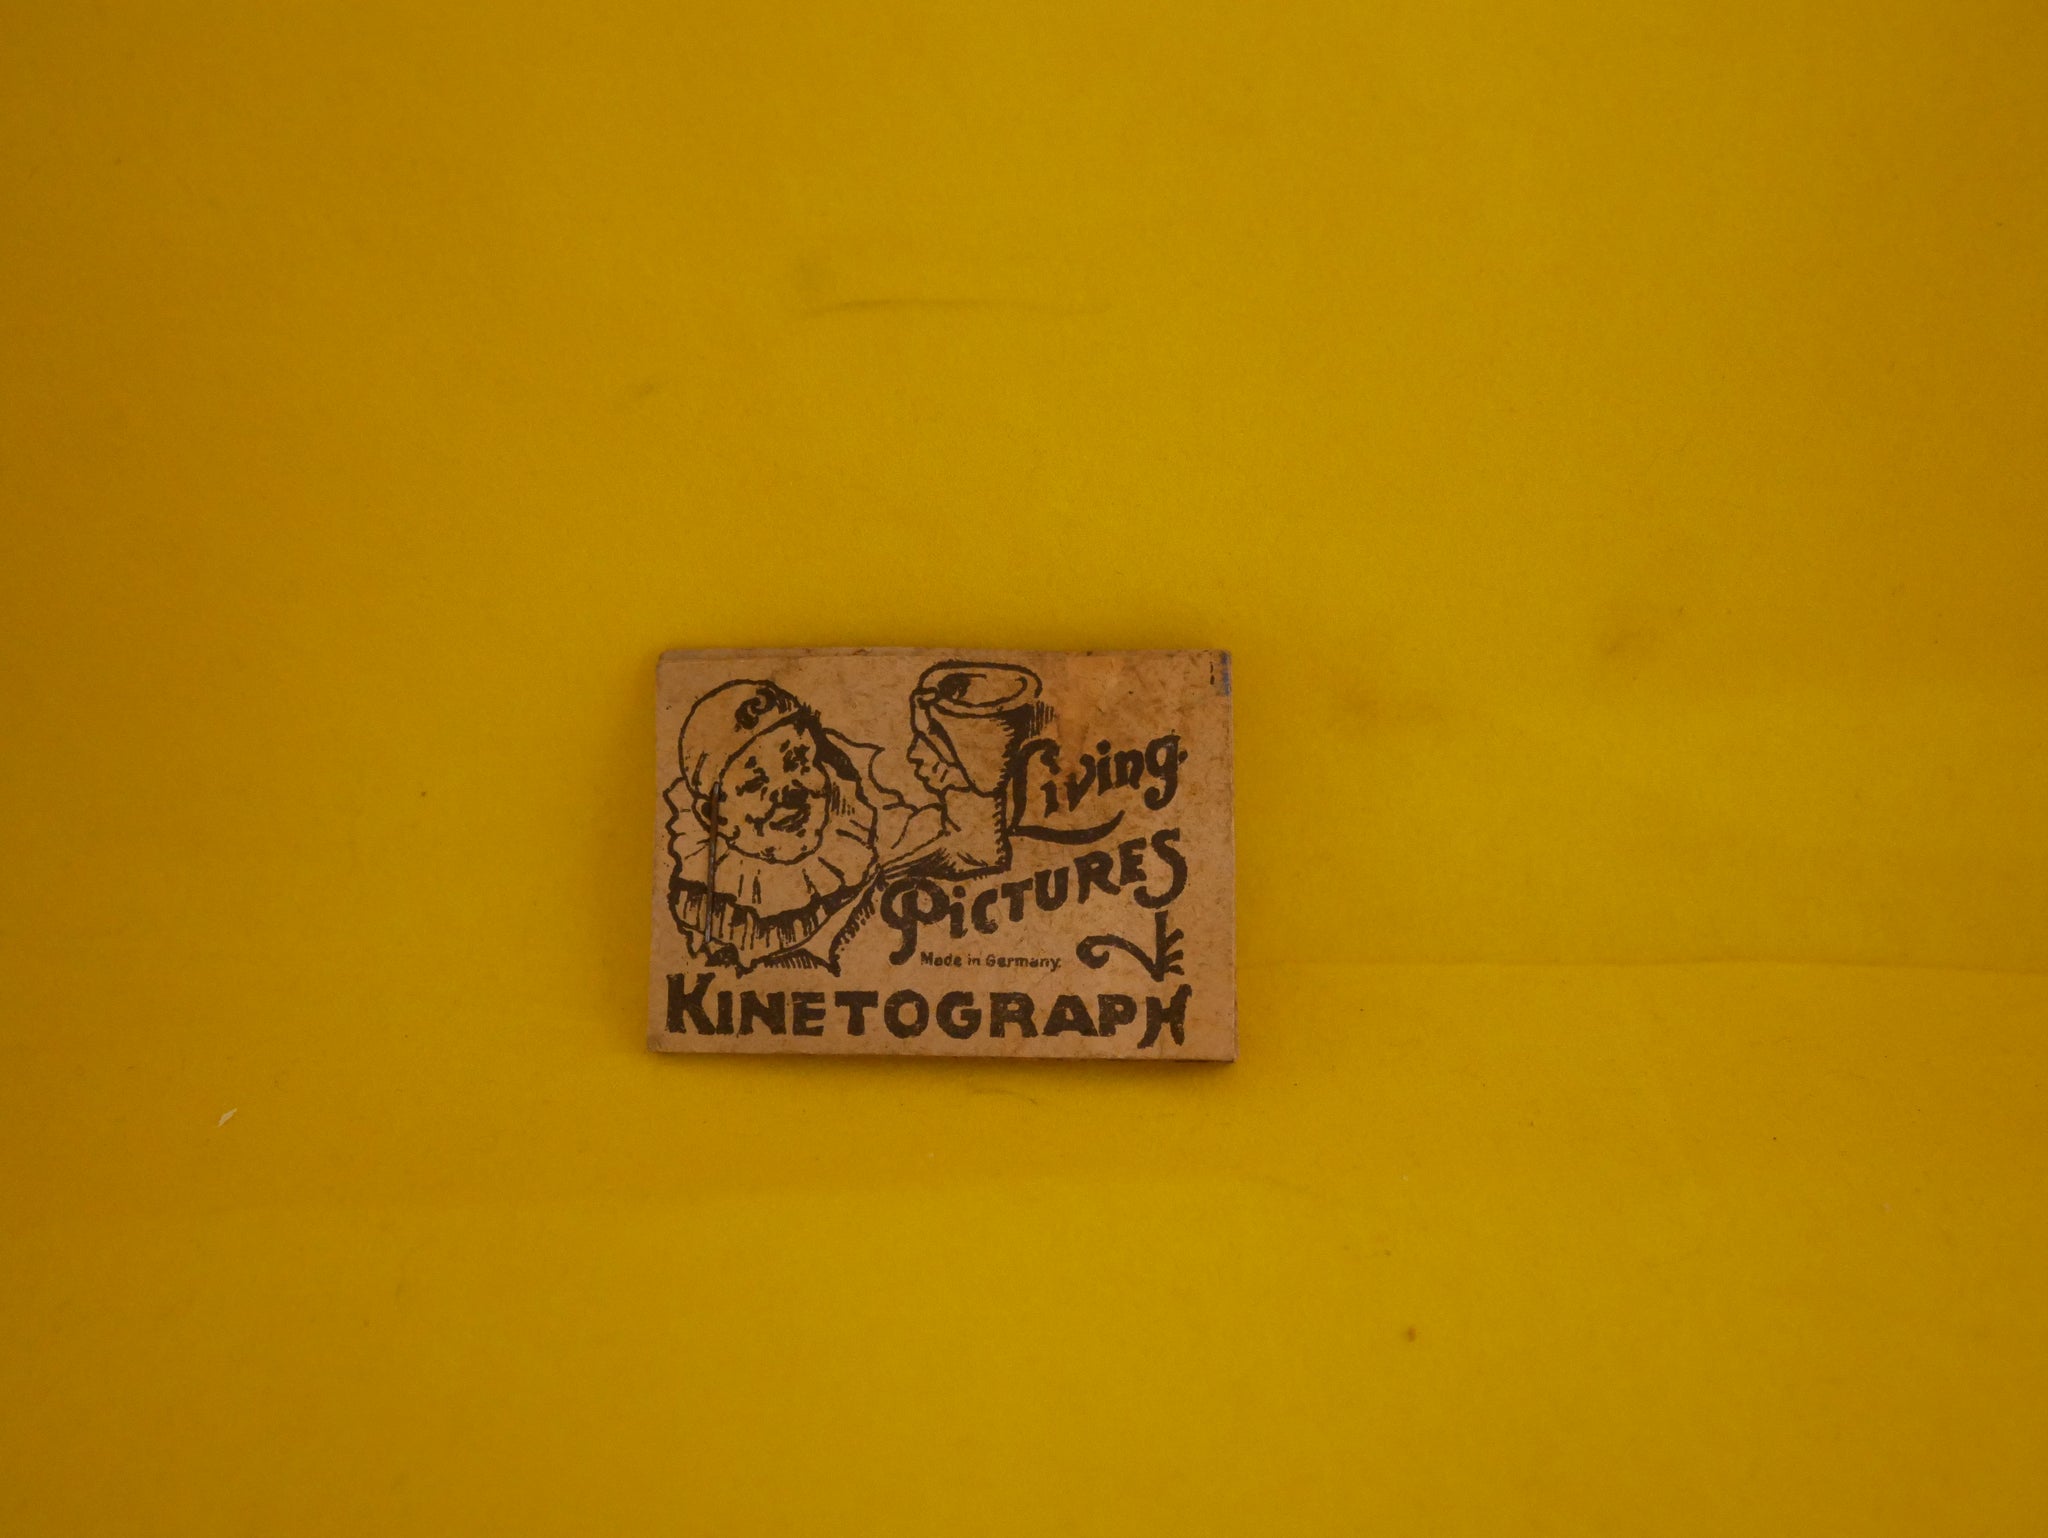 Living
PICTURES
Made in Germany.
KINETOGRAPH